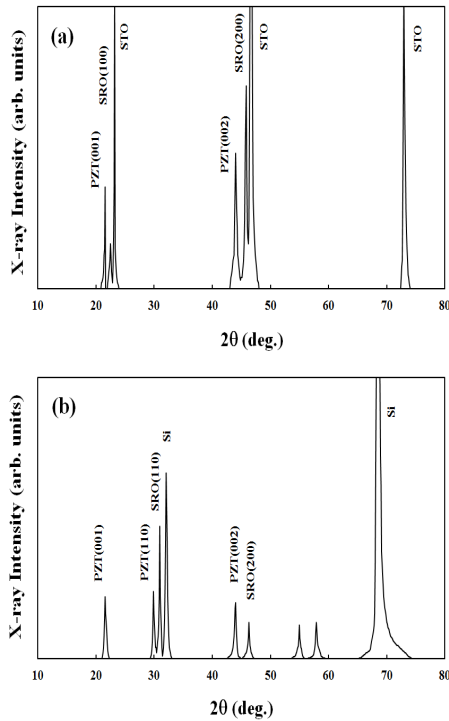 (a)
X-ray Intensity (arb. units)
PZT(001)
SRO(100)
STO
PZT(002)
SRO(200)
STO
10 20 30 40 50 60 70 80
2θ (deg.)
(b)
X-ray Intensity (arb. units)
PZT(001)
PZT(110)
SRO(110)
Si
PZT(002)
SRO(200)
Si
10 20 30 40 50 60 70 80
2θ (deg.)